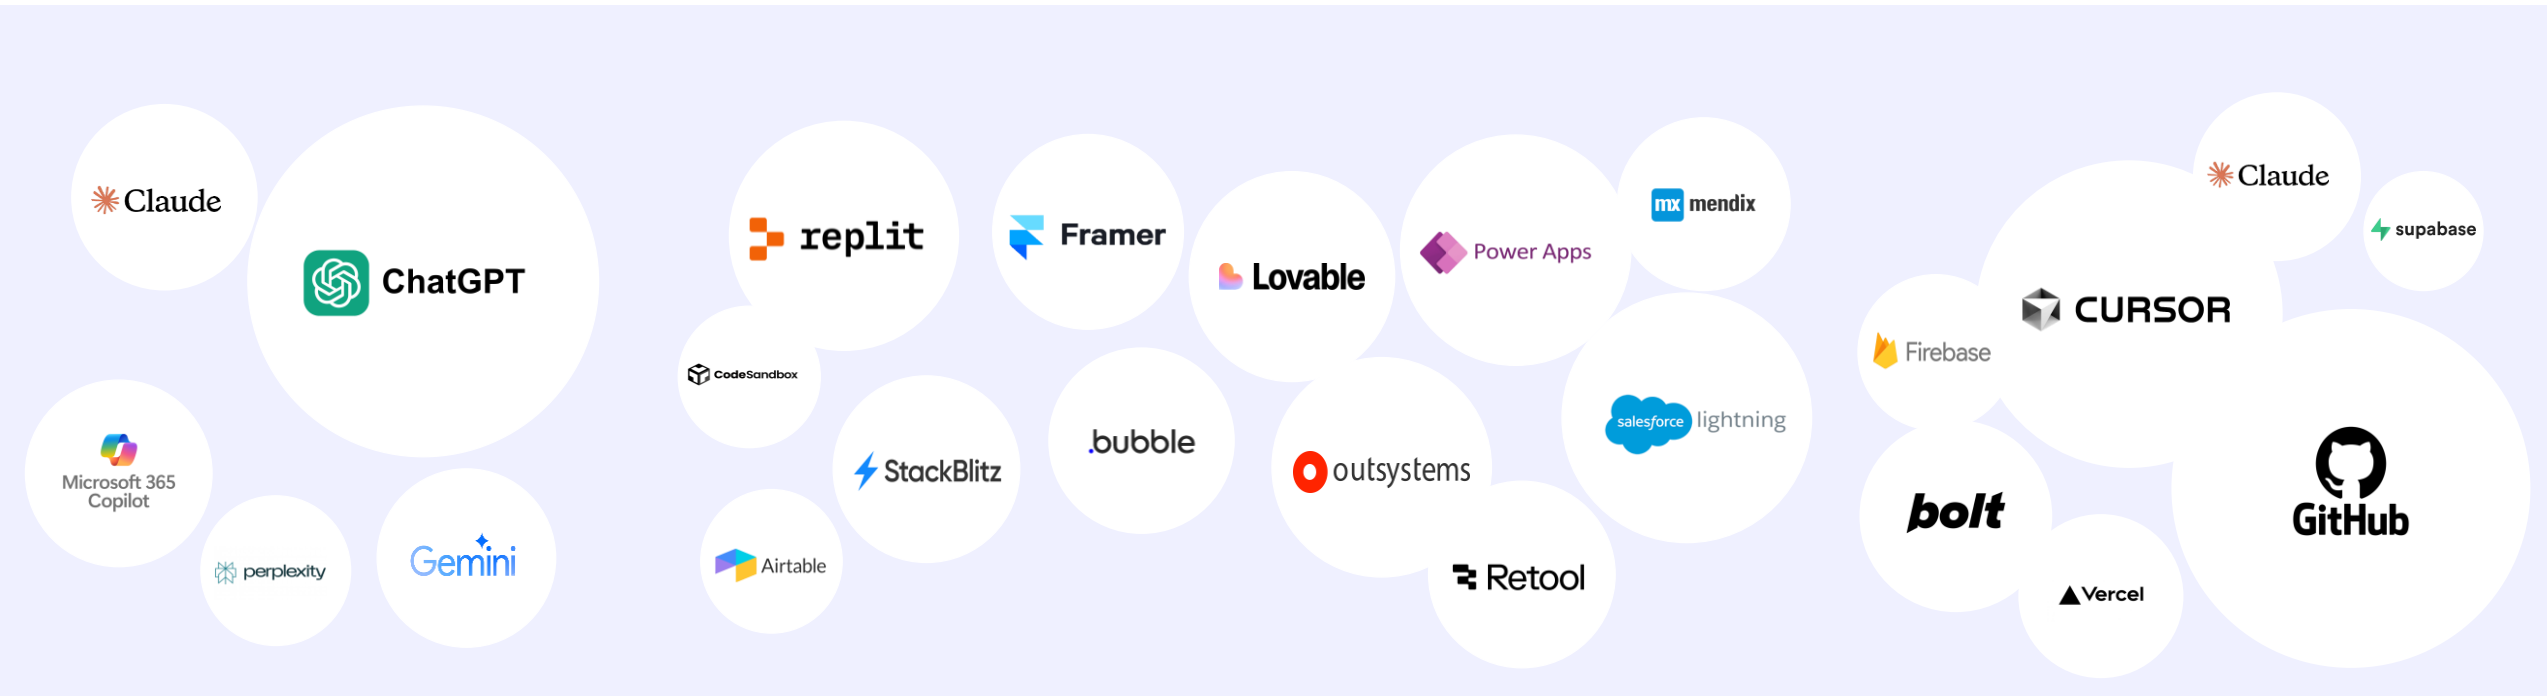 Claude
ChatGPT
Microsoft 365
Copilot
perplexity
Gemini
replit
Framer
Lovable
Power Apps
mx mendix
CodeSandbox
StackBlitz
.bubble
outsystems
salesforce lightning
Airtable
Retool
Claude
supabase
CURSOR
Firebase
bolt
GitHub
Vercel